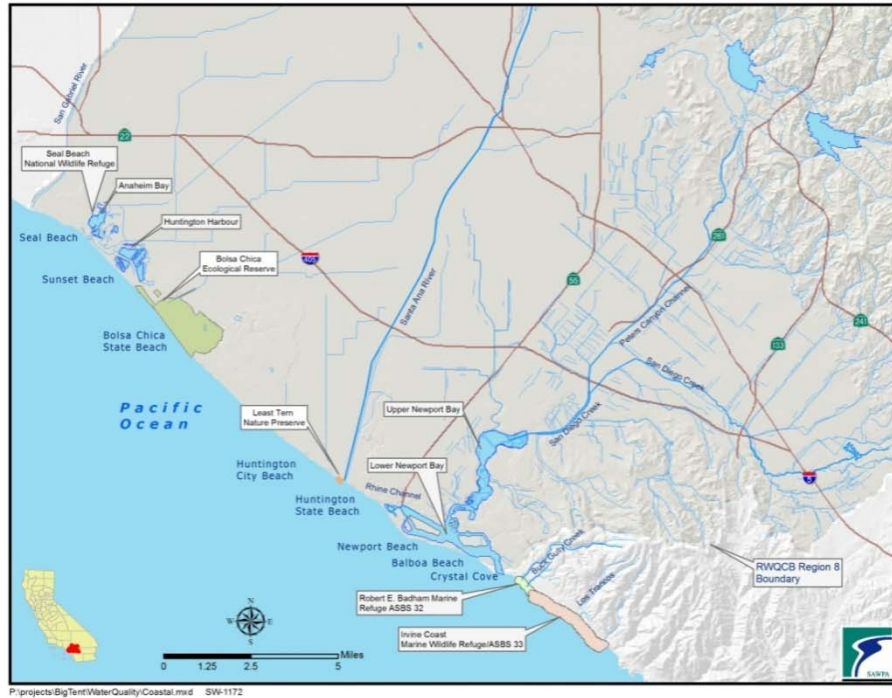 San Gabriel River
22
Seal Beach
National Wildlife Refuge
Anaheim Bay
Huntington Harbour
Seal Beach
Bolsa Chica
Ecological Reserve
Sunset Beach
405
Santa Ana River
261
55
Peters Canyon Channel
241
133
Bolsa Chica
State Beach
San Diego Creek
Pacific
Ocean
Least Tern
Nature Preserve
Upper Newport Bay
San Diego Creek
Lower Newport Bay
Huntington
City Beach
5
Rhine Channel
Huntington
State Beach
Newport Beach
Balboa Beach
Crystal Cove
Buck Gully Creek
RWQCB Region 8
Boundary
Los Trancos
Robert E. Badham Marine
Refuge ASBS 32
Irvine Coast
Marine Wildlife Refuge/ASBS 33
N
W
E
S
Miles
0
1.25
2.5
5
SAWPA
P:\projects\BigTent\WaterQuality\Coastal.mxd SW-1172